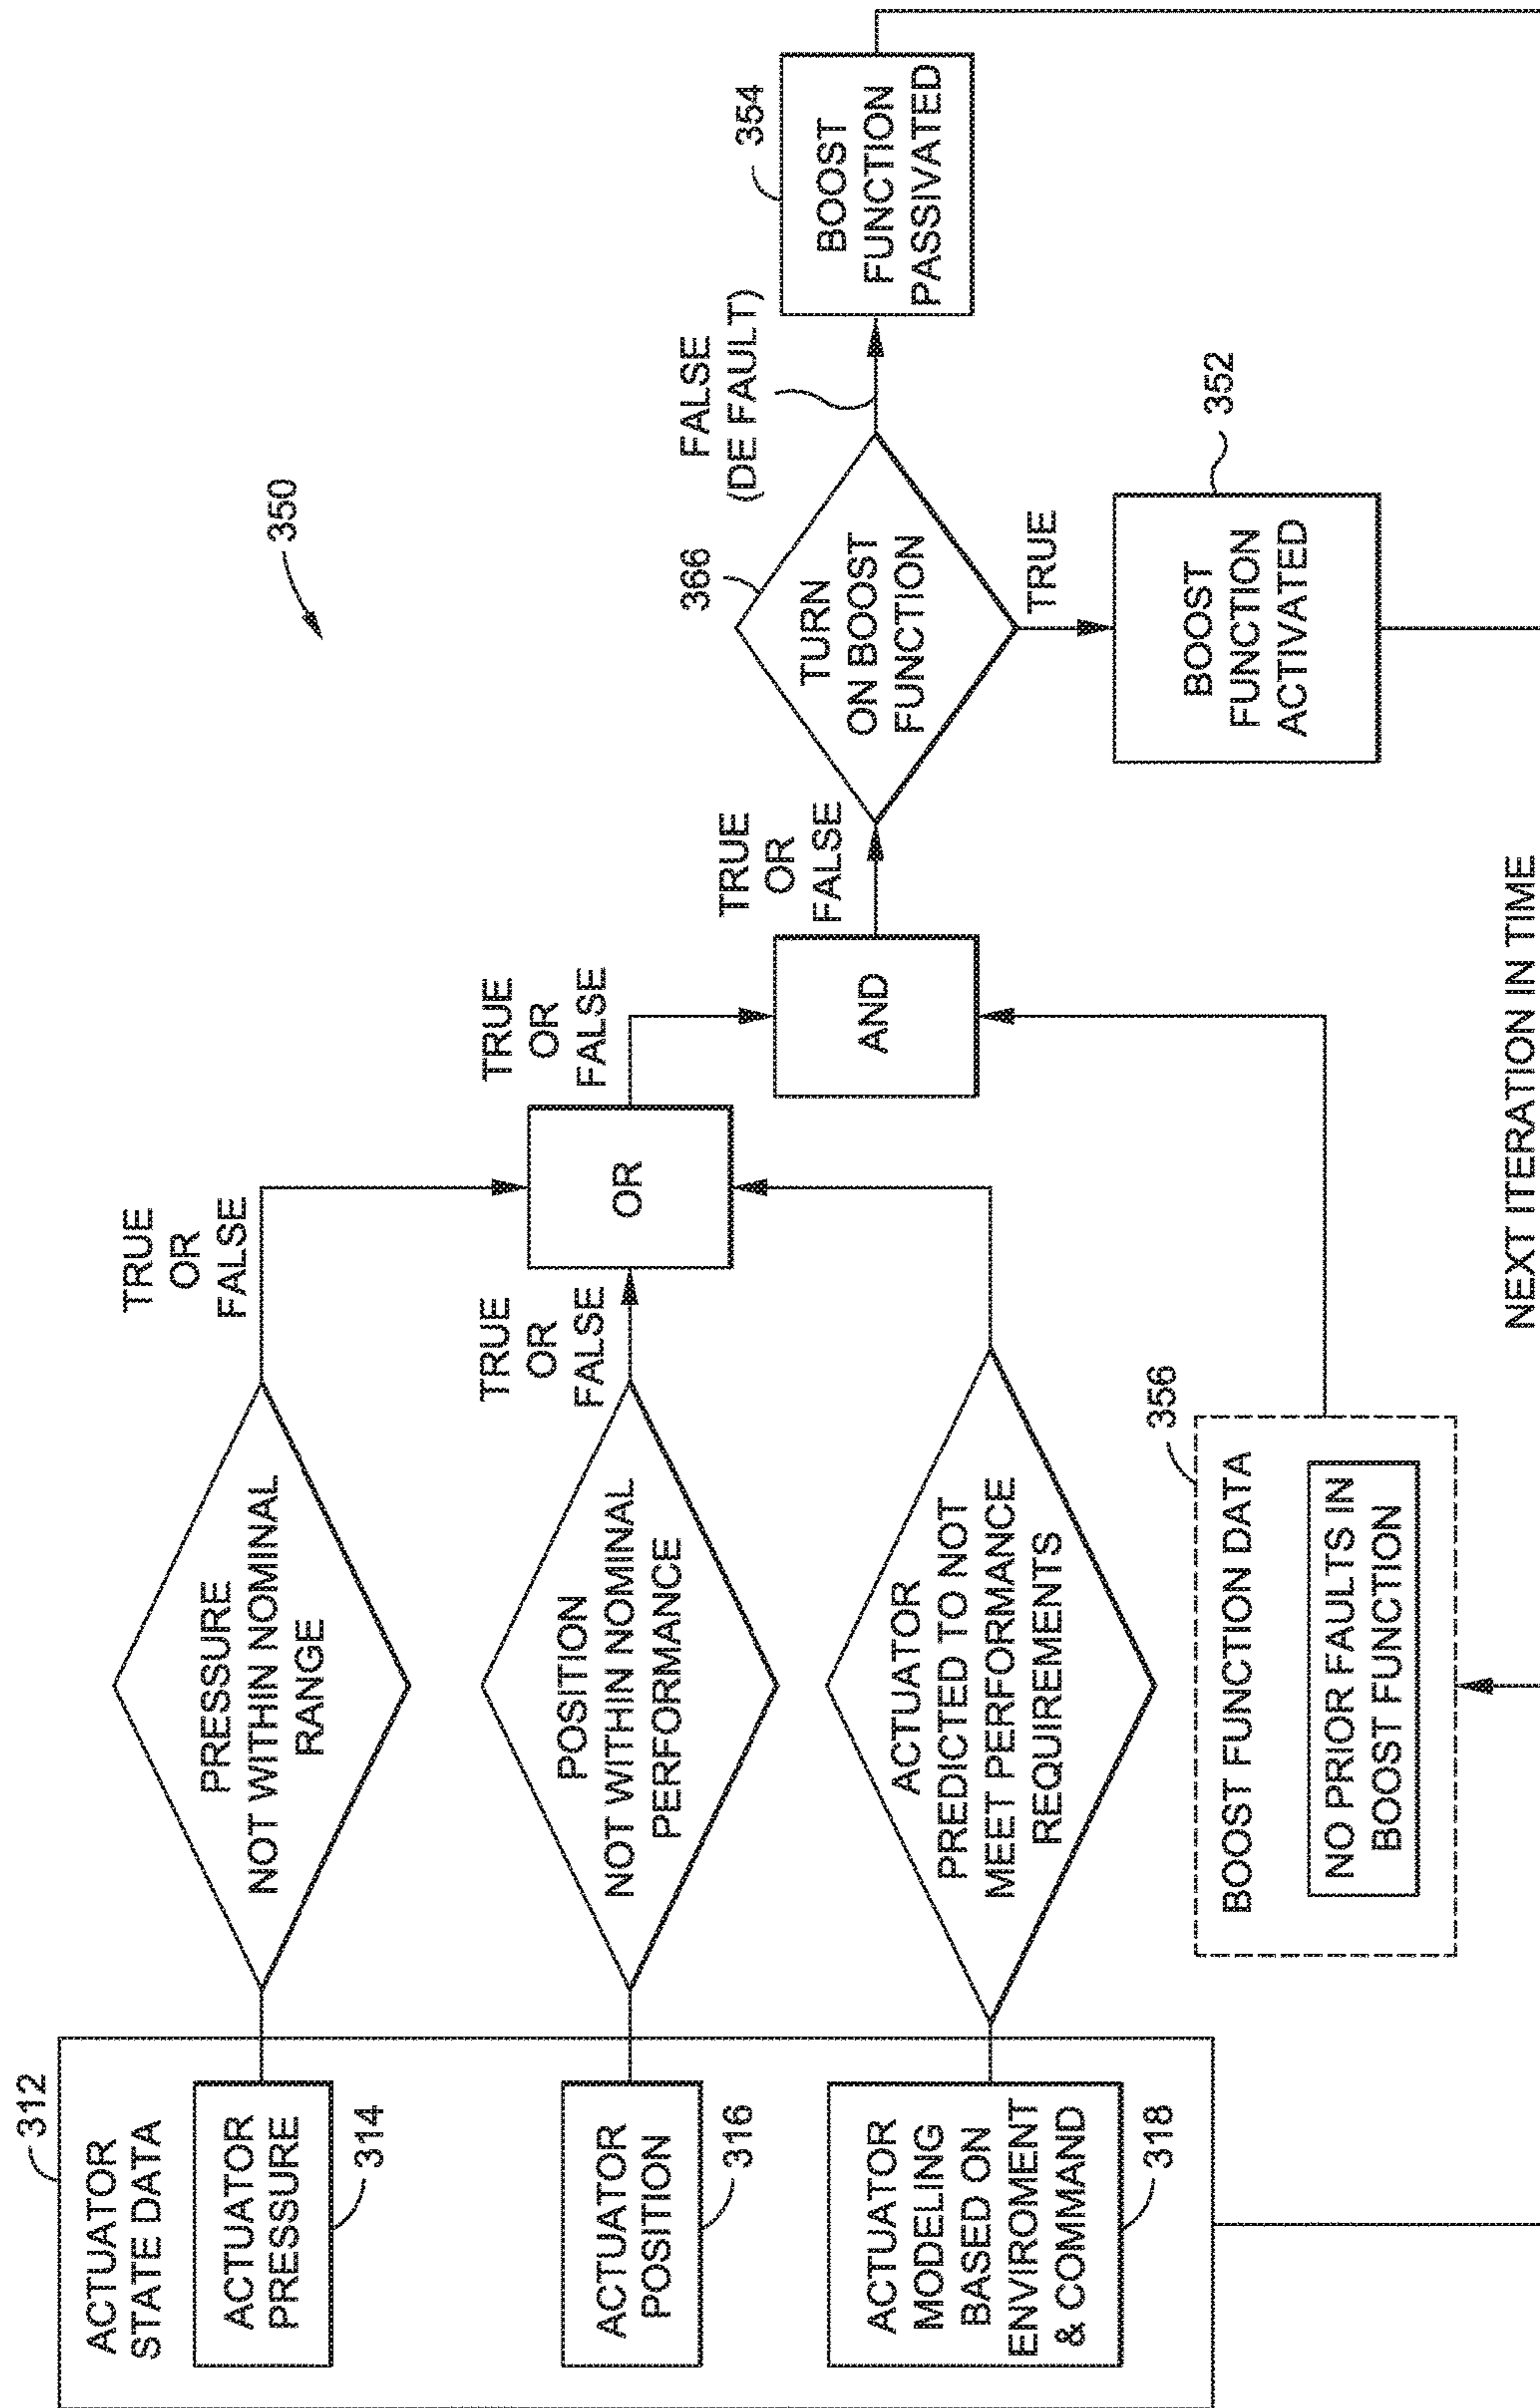 350
312
ACTUATOR
STATE DATA
ACTUATOR
PRESSURE
314
PRESSURE
NOT WITHIN NOMINAL
RANGE
TRUE
OR
FALSE
ACTUATOR
POSITION
316
POSITION
NOT WITHIN NOMINAL
PERFORMANCE
TRUE
OR
FALSE
OR
TRUE
OR
FALSE
ACTUATOR
MODELING
BASED ON
ENVIROMENT
& COMMAND
318
ACTUATOR
PREDICTED TO NOT
MEET PERFORMANCE
REQUIREMENTS
AND
TRUE
OR
FALSE
366
TURN
ON BOOST
FUNCTION
FALSE
(DE FAULT)
354
BOOST
FUNCTION
PASSIVATED
TRUE
352
BOOST
FUNCTION
ACTIVATED
356
BOOST FUNCTION DATA
NO PRIOR FAULTS IN
BOOST FUNCTION
NEXT ITERATION IN TIME